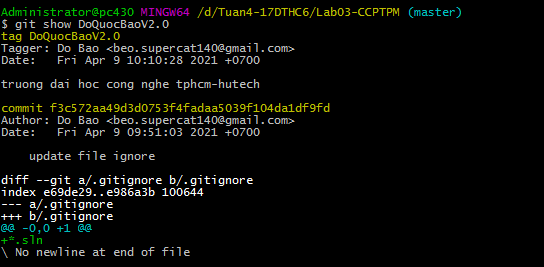 Administrator@pc430 MINGW64 /d/Tuan4-17DTHC6/Lab03-CCPTPM (master)
$ git show DoQuocBaoV2.0
tag DoQuocBaoV2.0
Tagger: Do Bao <beo.supercat140@gmail.com>
Date:   Fri Apr 9 10:10:28 2021 +0700

truong dai hoc cong nghe tphcm-hutech

commit f3c572aa49d3d0753f4fadaa5039f104da1df9fd
Author: Do Bao <beo.supercat140@gmail.com>
Date:   Fri Apr 9 09:51:03 2021 +0700

    update file ignore

diff --git a/.gitignore b/.gitignore
index e69de29..e986a3b 100644
--- a/.gitignore
+++ b/.gitignore
@@ -0,0 +1 @@
+*.sln
\ No newline at end of file